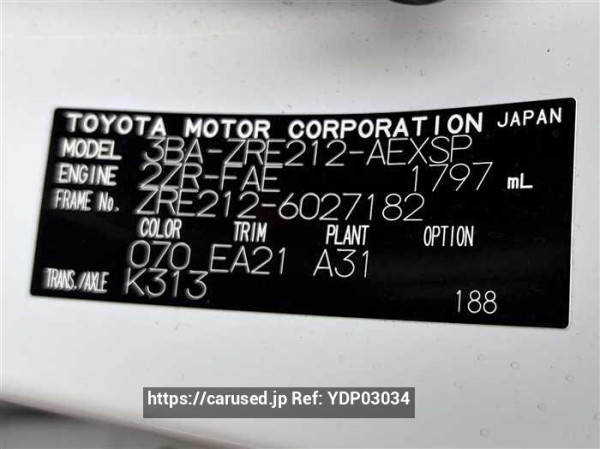 TOYOTA MOTOR CORPORATION JAPAN
MODEL 3BA-ZRE212-AEXSP
ENGINE 2ZR-FAE 1797 mL
FRAME No. ZRE212-6027182
COLOR TRIM PLANT OPTION
070 EA21 A31
TRANS./AXLE K313
188
https://carused.jp Ref: YDP03034